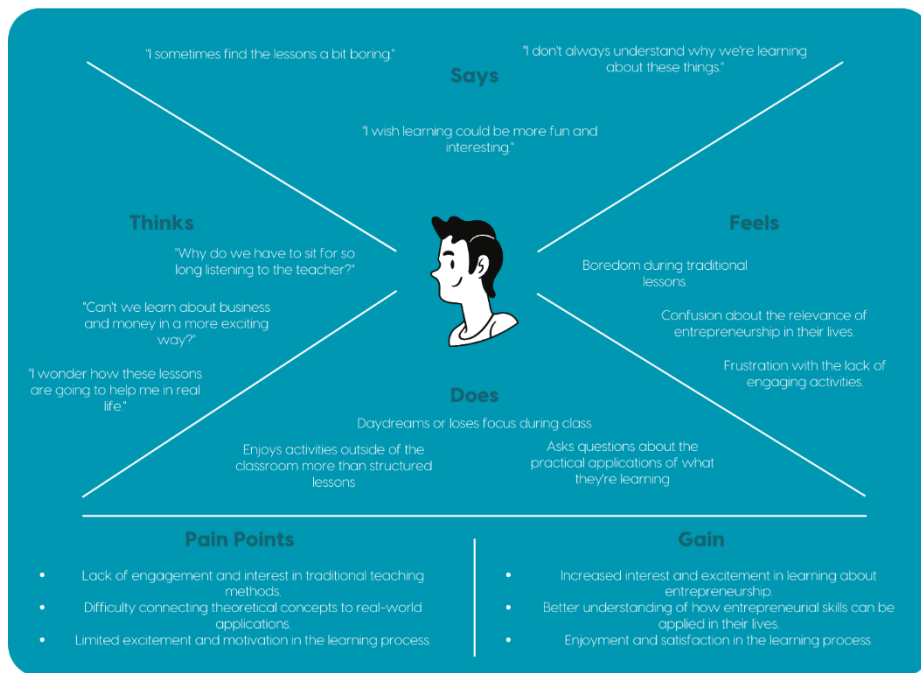 "I sometimes find the lessons a bit boring."
"I don't always understand why we're learning
about these things."
Says
"I wish learning could be more fun and
interesting."
Thinks
"Why do we have to sit for so
long listening to the teacher?"
"Can't we learn about business
and money in a more exciting
way?"
"I wonder how these lessons
are going to help me in real
life."
Feels
Boredom during traditional
lessons.
Confusion about the relevance of
entrepreneurship in their lives.
Frustration with the lack of
engaging activities.
Does
Daydreams or loses focus during class
Enjoys activities outside of the
classroom more than structured
lessons
Asks questions about the
practical applications of what
they're learning
Pain Points
• Lack of engagement and interest in traditional teaching
methods.
• Difficulty connecting theoretical concepts to real-world
applications.
• Limited excitement and motivation in the learning process.
Gain
• Increased interest and excitement in learning about
entrepreneurship.
• Better understanding of how entrepreneurial skills can be
applied in their lives.
• Enjoyment and satisfaction in the learning process.